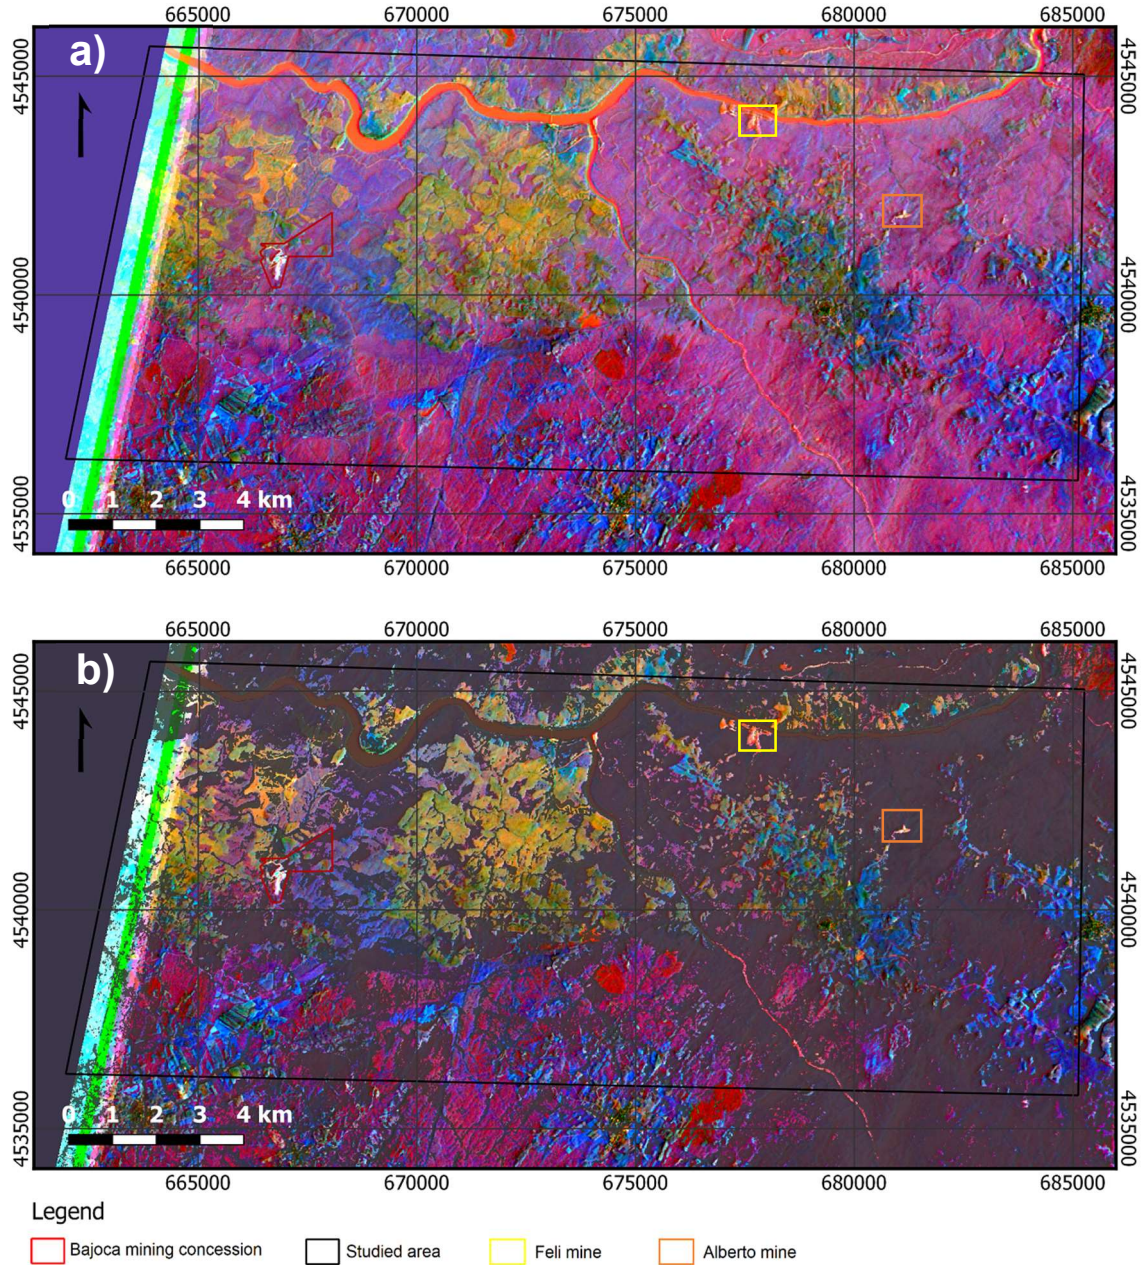 665000 670000 675000 680000 685000
a)
4545000 4545000
4540000 4540000
0 1 2 3 4 km
4535000 4535000
665000 670000 675000 680000 685000
665000 670000 675000 680000 685000
b)
4545000 4545000
4540000 4540000
0 1 2 3 4 km
4535000 4535000
665000 670000 675000 680000 685000
Legend
Bajoca mining concession Studied area Feli mine Alberto mine